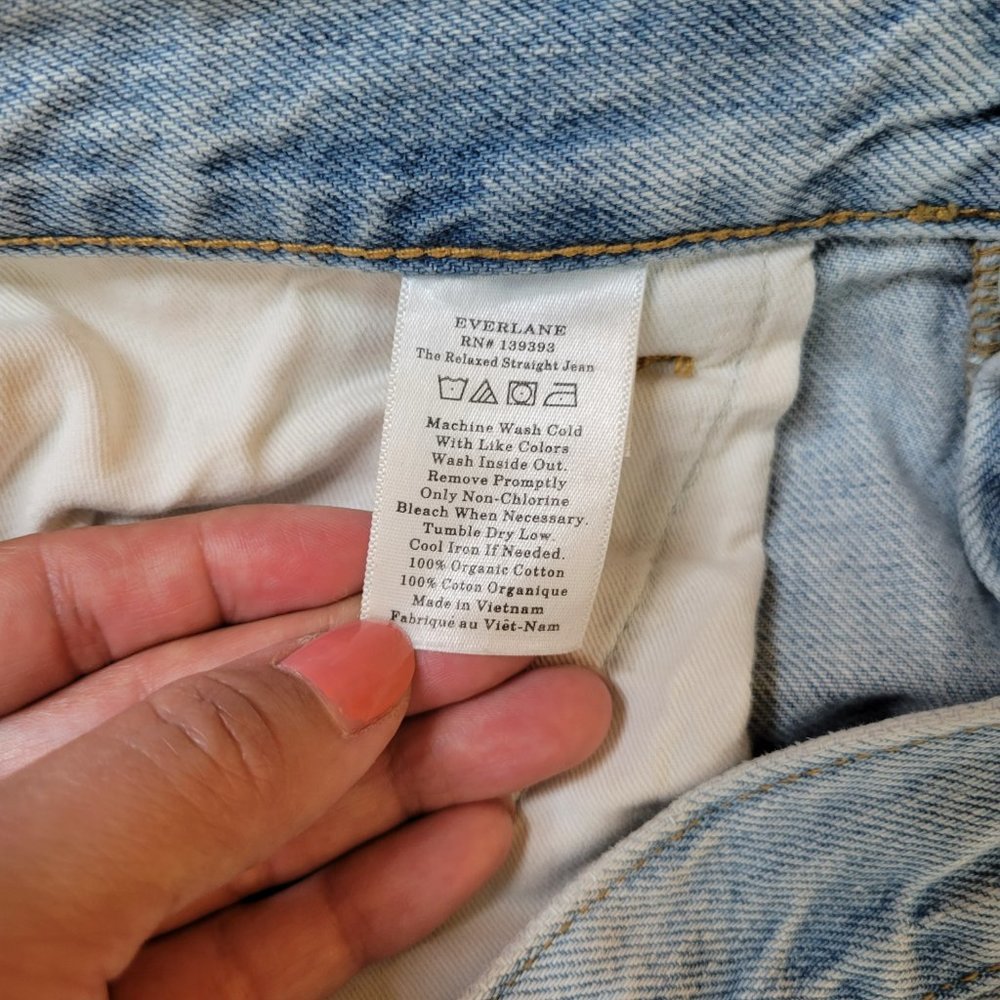 EVERLANE
RN# 139393
The Relaxed Straight Jean
Machine Wash Cold
With Like Colors
Wash Inside Out.
Remove Promptly
Only Non-Chlorine
Bleach When Necessary.
Tumble Dry Low.
Cool Iron If Needed.
100% Organic Cotton
100% Coton Organique
Made in Vietnam
Fabriqué au Viêt-Nam